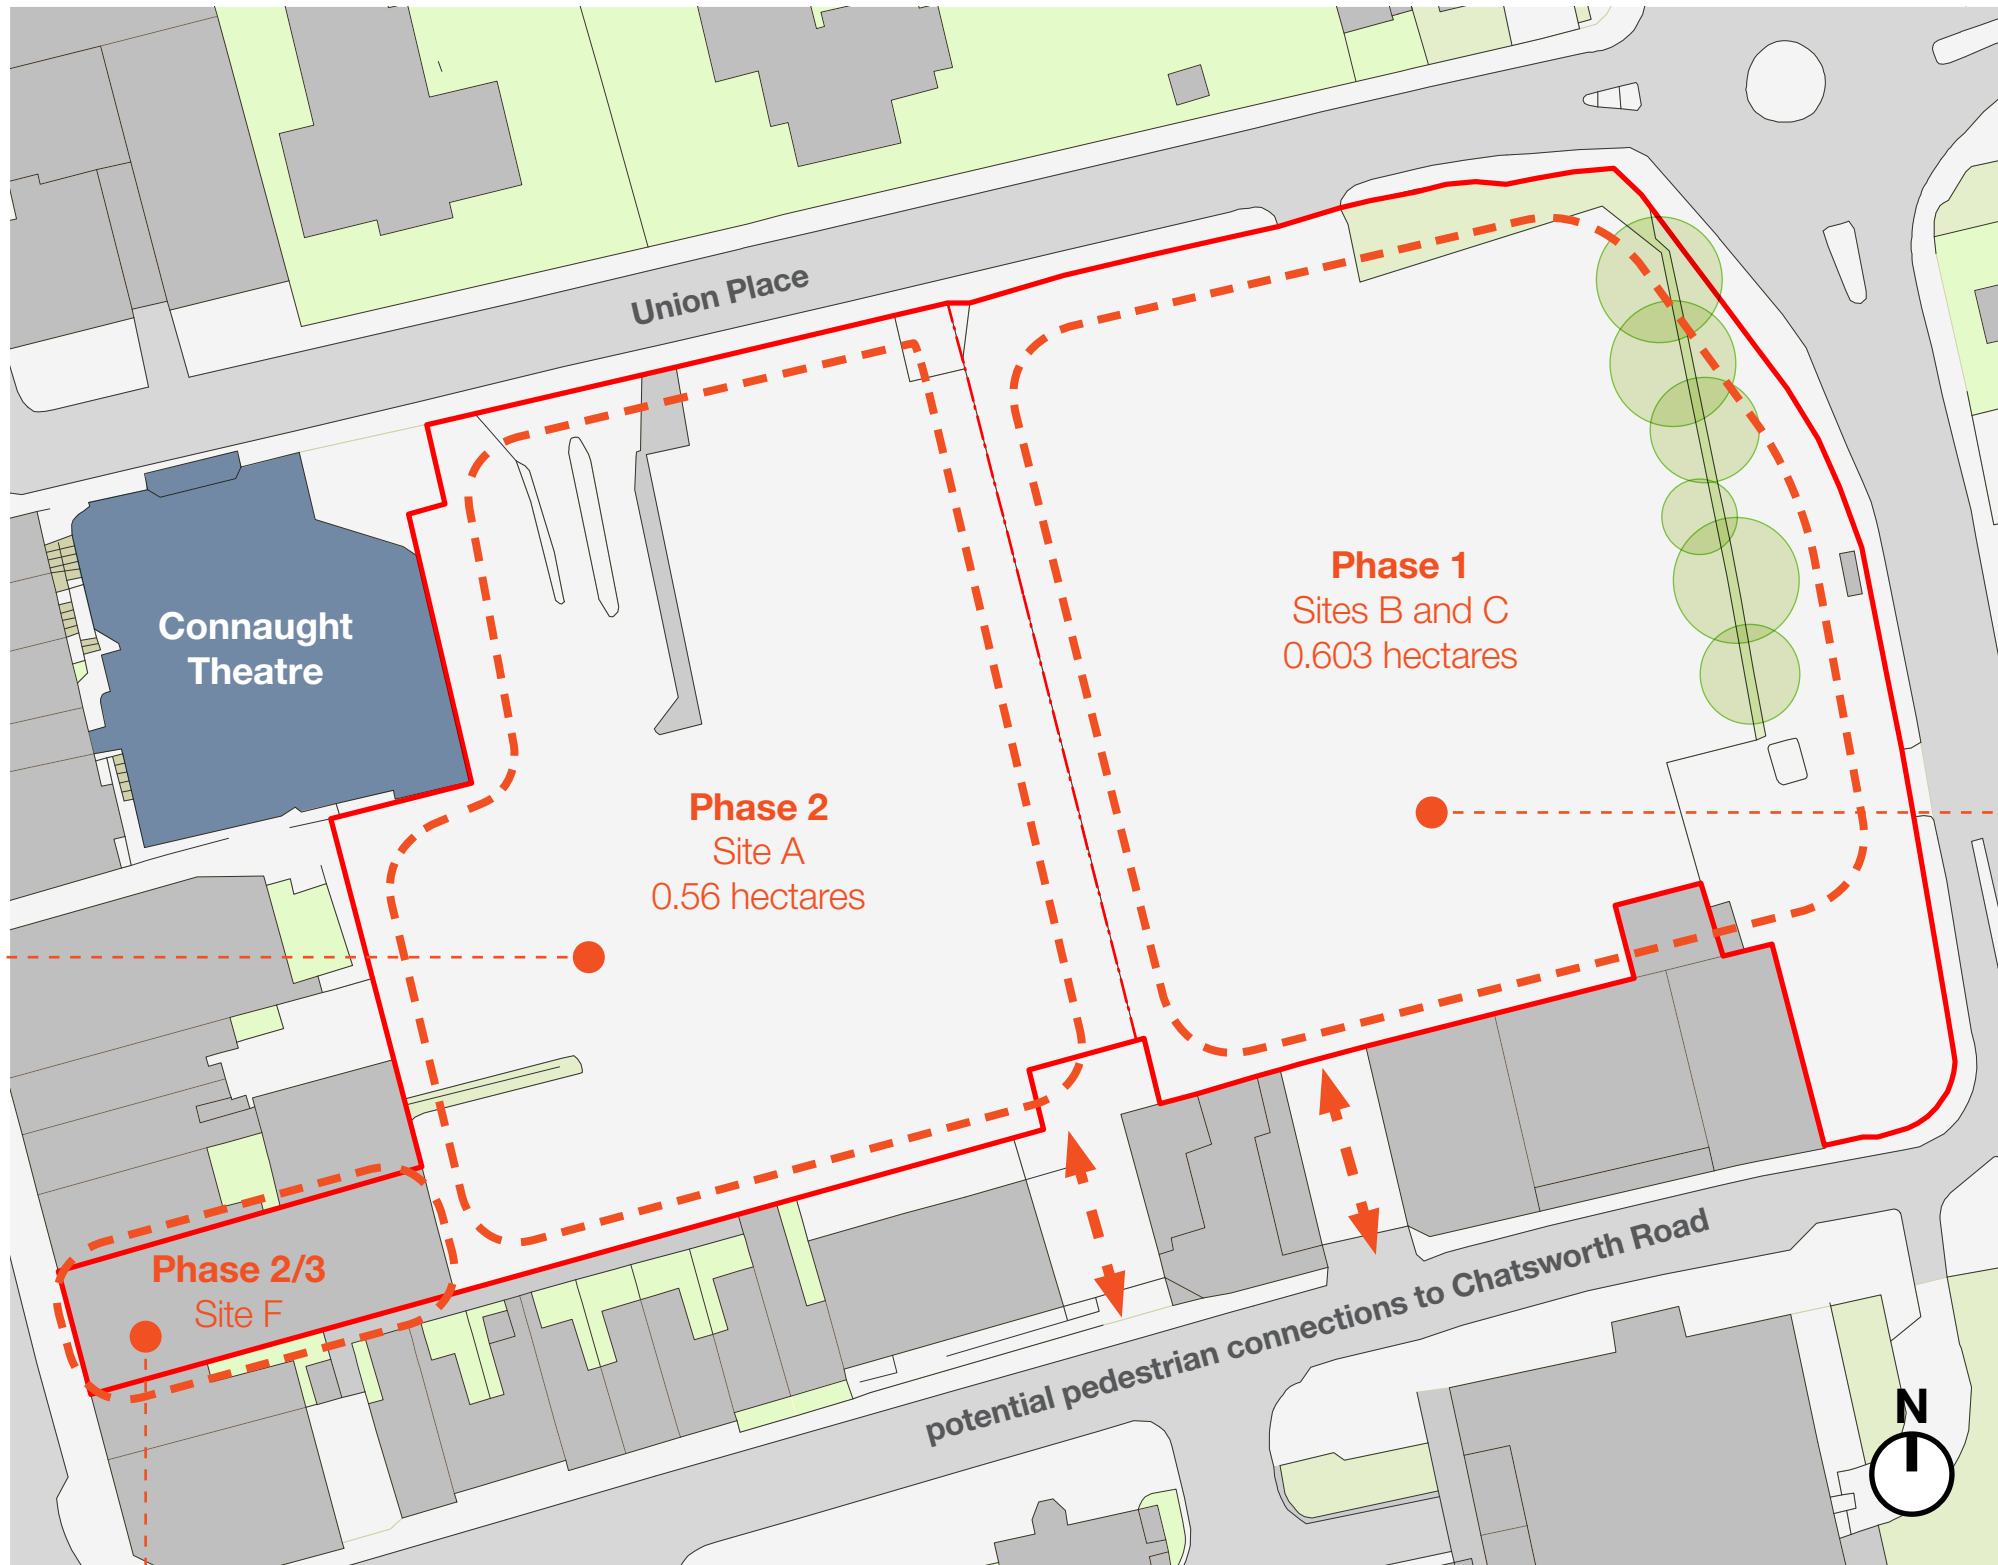 Union Place
Phase 1
Sites B and C
0.603 hectares
Connaught
Theatre
Phase 2
Site A
0.56 hectares
Phase 2/3
Site F
potential pedestrian connections to Chatsworth Road
N